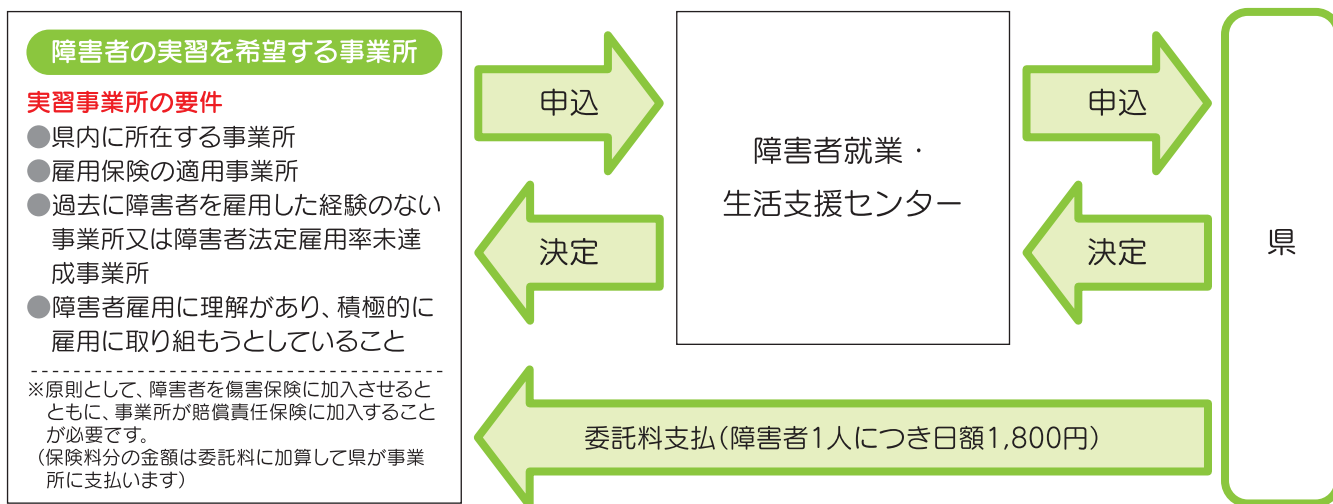 障害者の実習を希望する事業所
実習事業所の要件
●県内に所在する事業所
●雇用保険の適用事業所
●過去に障害者を雇用した経験のない
事業所又は障害者法定雇用率未達
成事業所
●障害者雇用に理解があり、積極的に
雇用に取り組もうとしていること
※原則として、障害者を傷害保険に加入させると
ともに、事業所が賠償責任保険に加入すること
が必要です。
（保険料分の金額は委託料に加算して県が事業
所に支払います）
申込
決定
障害者就業・
生活支援センター
申込
決定
県
委託料支払（障害者1人につき日額1,800円）